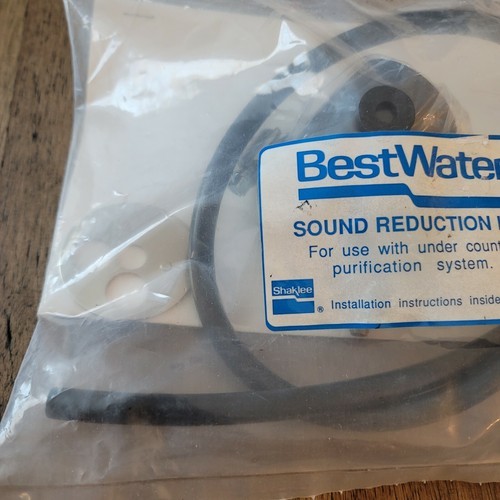 BestWater
SOUND REDUCTION
For use with under count
purification system.
Shaklee
® Installation instructions inside